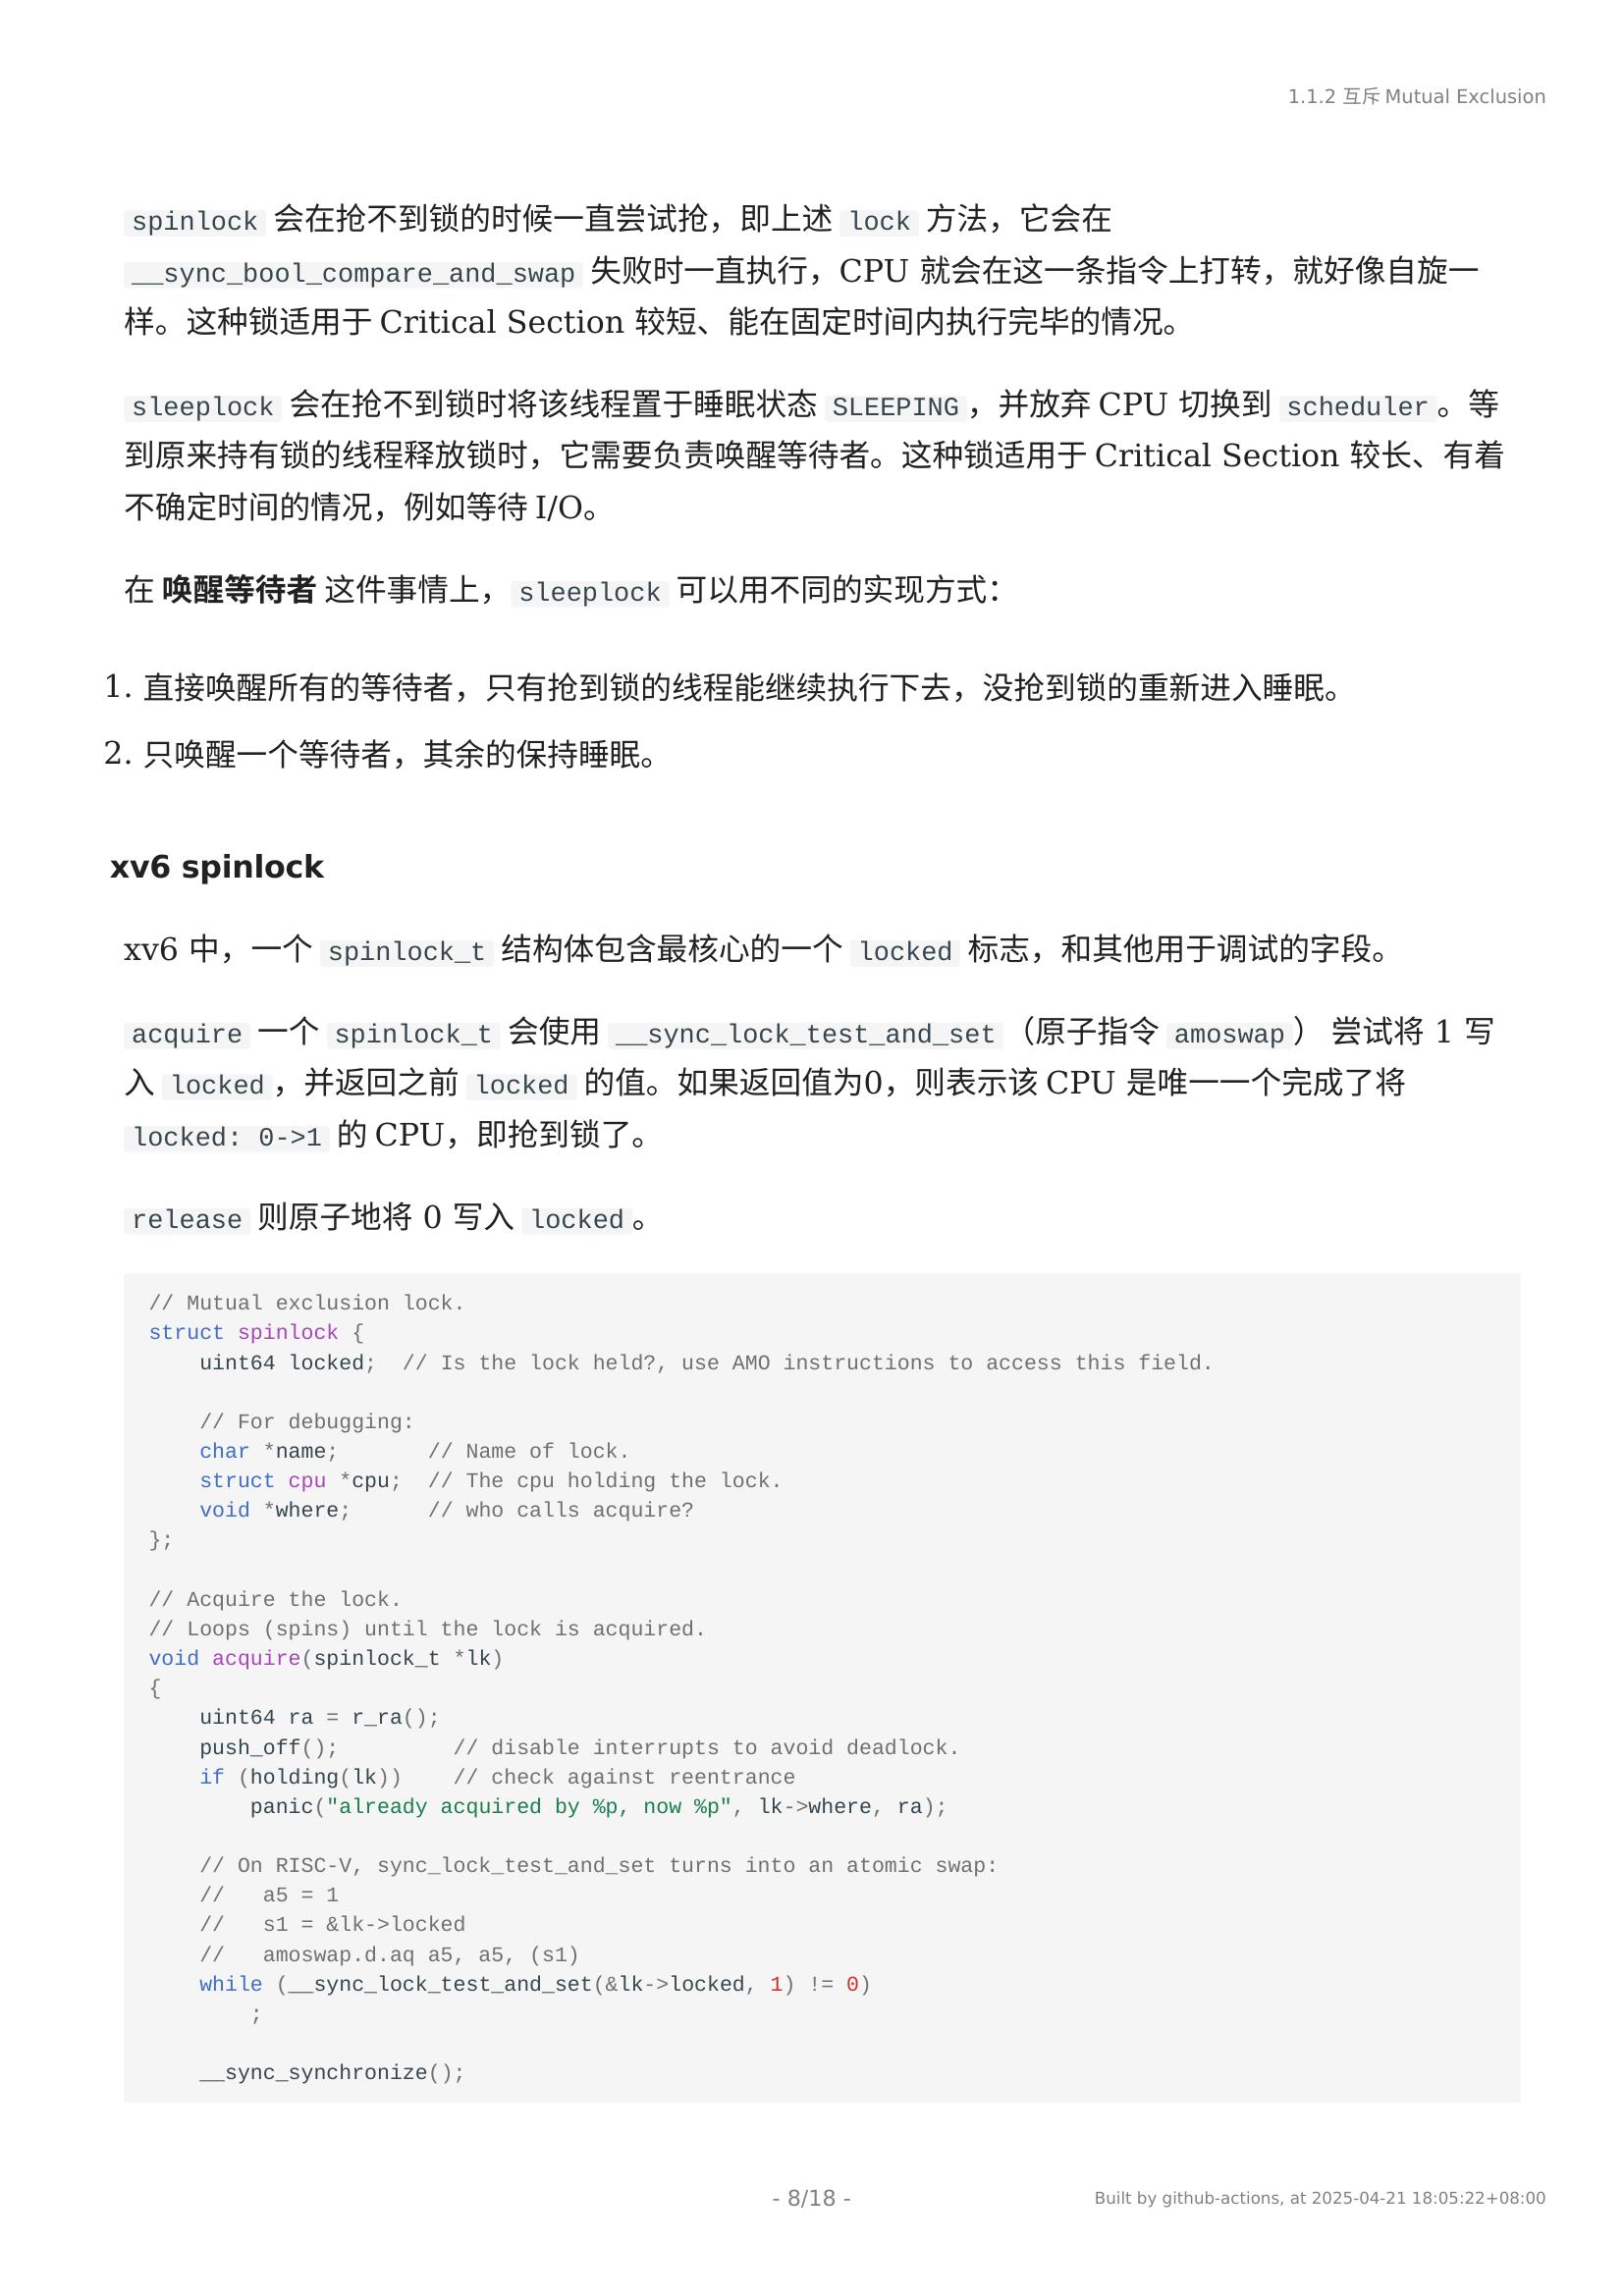 1.1.2 互斥 Mutual Exclusion
spinlock 会在抢不到锁的时候一直尝试抢，即上述 lock 方法，它会在
__sync_bool_compare_and_swap 失败时一直执行，CPU 就会在这一条指令上打转，就好像自旋一
样。这种锁适用于 Critical Section 较短、能在固定时间内执行完毕的情况。
sleeplock 会在抢不到锁时将该线程置于睡眠状态 SLEEPING，并放弃 CPU 切换到 scheduler。等
到原来持有锁的线程释放锁时，它需要负责唤醒等待者。这种锁适用于 Critical Section 较长、有着
不确定时间的情况，例如等待 I/O。
在 唤醒等待者 这件事情上，sleeplock 可以用不同的实现方式：
1. 直接唤醒所有的等待者，只有抢到锁的线程能继续执行下去，没抢到锁的重新进入睡眠。
2. 只唤醒一个等待者，其余的保持睡眠。
xv6 spinlock
xv6 中，一个 spinlock_t 结构体包含最核心的一个 locked 标志，和其他用于调试的字段。
acquire 一个 spinlock_t 会使用 __sync_lock_test_and_set（原子指令 amoswap） 尝试将 1 写
入 locked，并返回之前 locked 的值。如果返回值为0，则表示该 CPU 是唯一一个完成了将
locked: 0->1 的 CPU，即抢到锁了。
release 则原子地将 0 写入 locked。
// Mutual exclusion lock.
struct spinlock {
    uint64 locked;  // Is the lock held?, use AMO instructions to access this field.
    // For debugging:
    char *name;       // Name of lock.
    struct cpu *cpu;  // The cpu holding the lock.
    void *where;      // who calls acquire?
};
// Acquire the lock.
// Loops (spins) until the lock is acquired.
void acquire(spinlock_t *lk)
{
    uint64 ra = r_ra();
    push_off();         // disable interrupts to avoid deadlock.
    if (holding(lk))    // check against reentrance
        panic("already acquired by %p, now %p", lk->where, ra);
    // On RISC-V, sync_lock_test_and_set turns into an atomic swap:
    //   a5 = 1
    //   s1 = &lk->locked
    //   amoswap.d.aq a5, a5, (s1)
    while (__sync_lock_test_and_set(&lk->locked, 1) != 0)
        ;
    __sync_synchronize();
- 8/18 -
Built by github-actions, at 2025-04-21 18:05:22+08:00